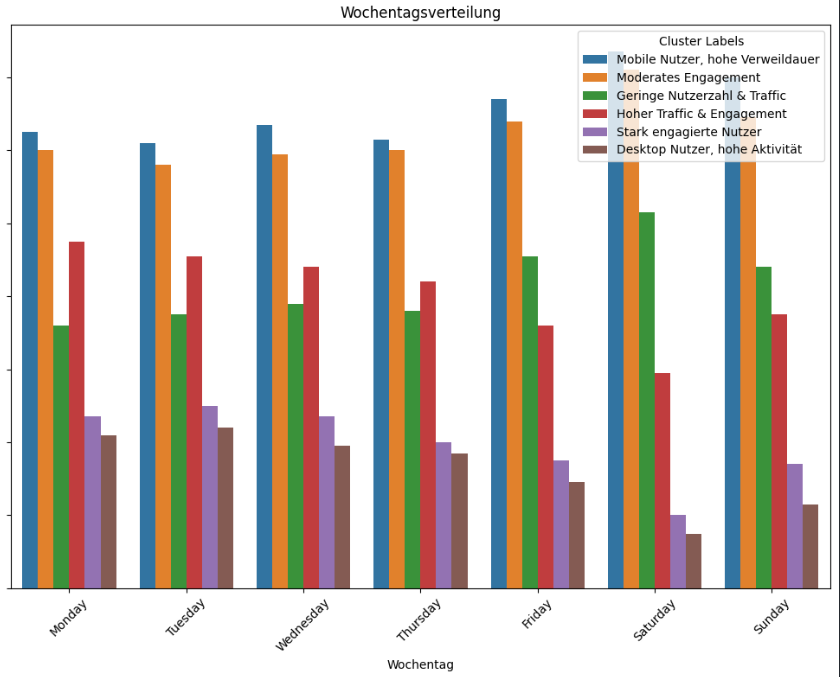 Wochentagsverteilung
Cluster Labels
Mobile Nutzer, hohe Verweildauer
Moderates Engagement
Geringe Nutzerzahl & Traffic
Hoher Traffic & Engagement
Stark engagierte Nutzer
Desktop Nutzer, hohe Aktivität
Monday
Tuesday
Wednesday
Thursday
Friday
Saturday
Sunday
Wochentag